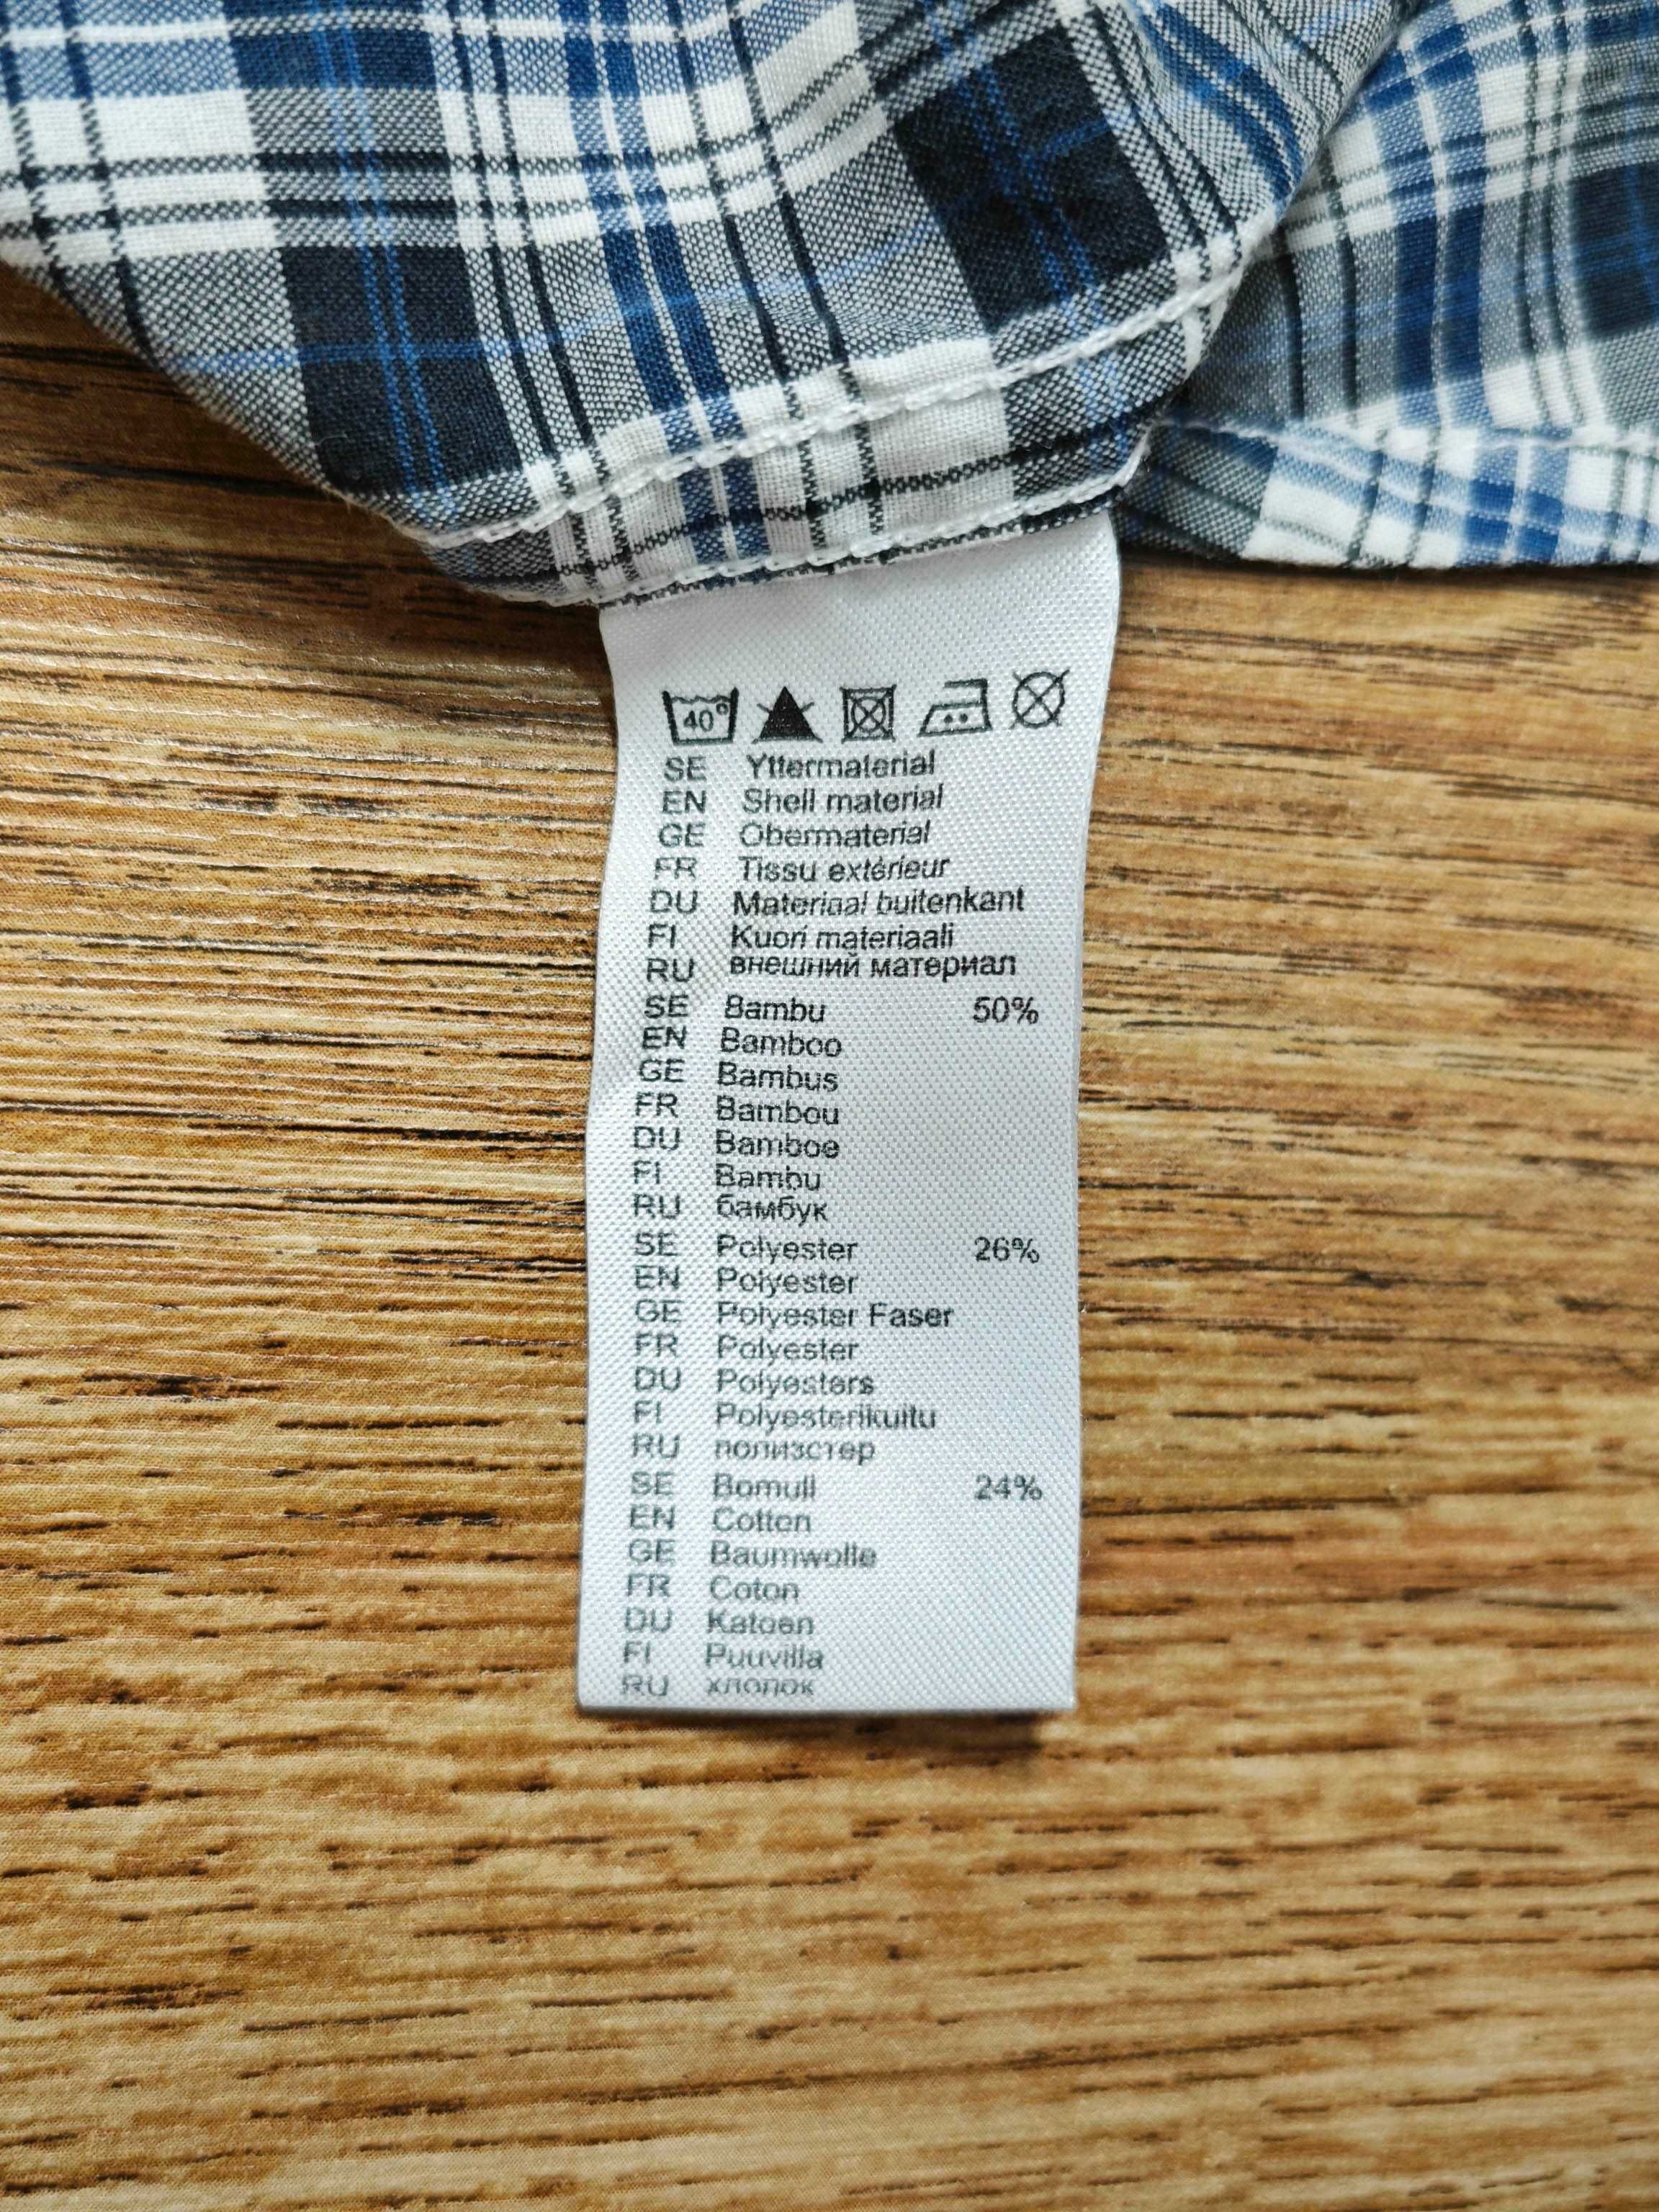 40°
SE Yttermaterial
EN Shell material
GE Obermaterial
FR Tissu extérieur
DU Materiaal buitenkant
FI Kuori materiaali
RU внешний материал
SE Bambu 50%
EN Bamboo
GE Bambus
FR Bambou
DU Bamboe
FI Bambu
RU бамбук
SE Polyester 26%
EN Polyester
GE Polyester Faser
FR Polyester
DU Polyesters
FI Polyesterikuitu
RU полиэстер
SE Bomull 24%
EN Cotton
GE Baumwolle
FR Coton
DU Katoen
FI Puuvilla
RU хлопок